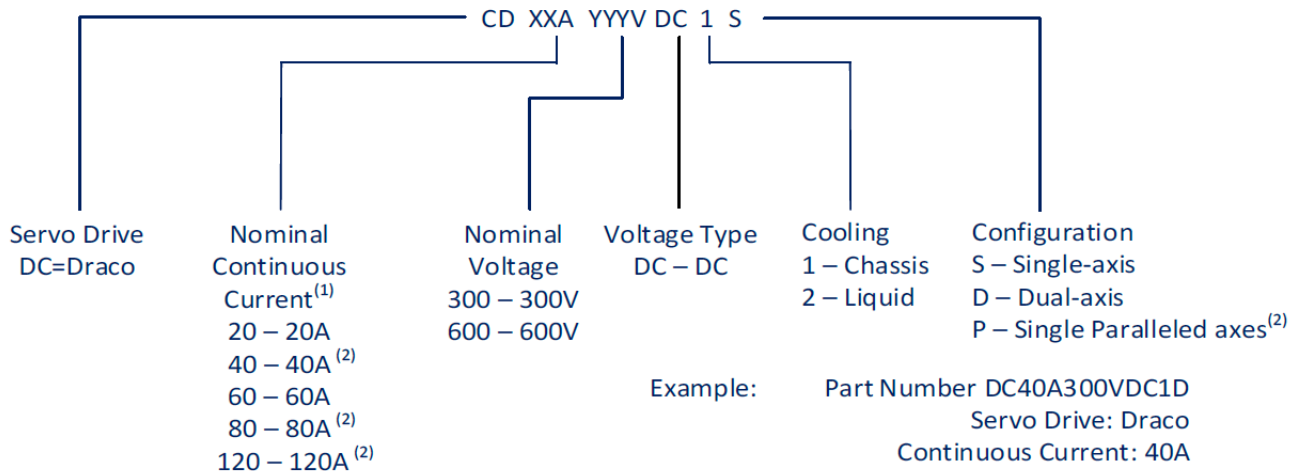 CD XXA YYYV DC 1 S
Servo Drive
DC=Draco
Nominal
Continuous
Current(1)
20 – 20A
40 – 40A (2)
60 – 60A
80 – 80A (2)
120 – 120A (2)
Nominal
Voltage
300 – 300V
600 – 600V
Voltage Type
DC – DC
Cooling
1 – Chassis
2 – Liquid
Configuration
S – Single-axis
D – Dual-axis
P – Single Paralleled axes(2)
Example: Part Number DC40A300VDC1D
Servo Drive: Draco
Continuous Current: 40A